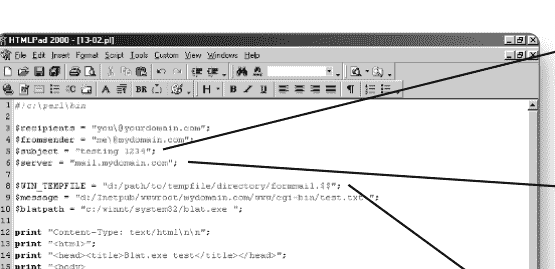 HTMLPad 2000 - [13-02.pl]
File Edit Insert Format Script Tools Custom View Windows Help
BR H B I U ¶
1 #!c:\perl\bin
2
3 $recipients = "you\@yourdomain.com";
4 $fromsender = "me\@mydomain.com";
5 $subject = "testing 1234";
6 $server = "mail.mydomain.com";
7
8 $WIN_TEMPFILE = "d:/path/to/tempfile/directory/formmail.$$";
9 $message = "d:/Inetpub/wwwroot/mydomain.com/www/cgi-bin/test.txt";
10 $blatpath = "c:/winnt/system32/blat.exe ";
11
12 print "Content-Type: text/html\n\n";
13 print "<html>";
14 print "<head><title>Blat.exe test</title></head>";
15 print "<body>